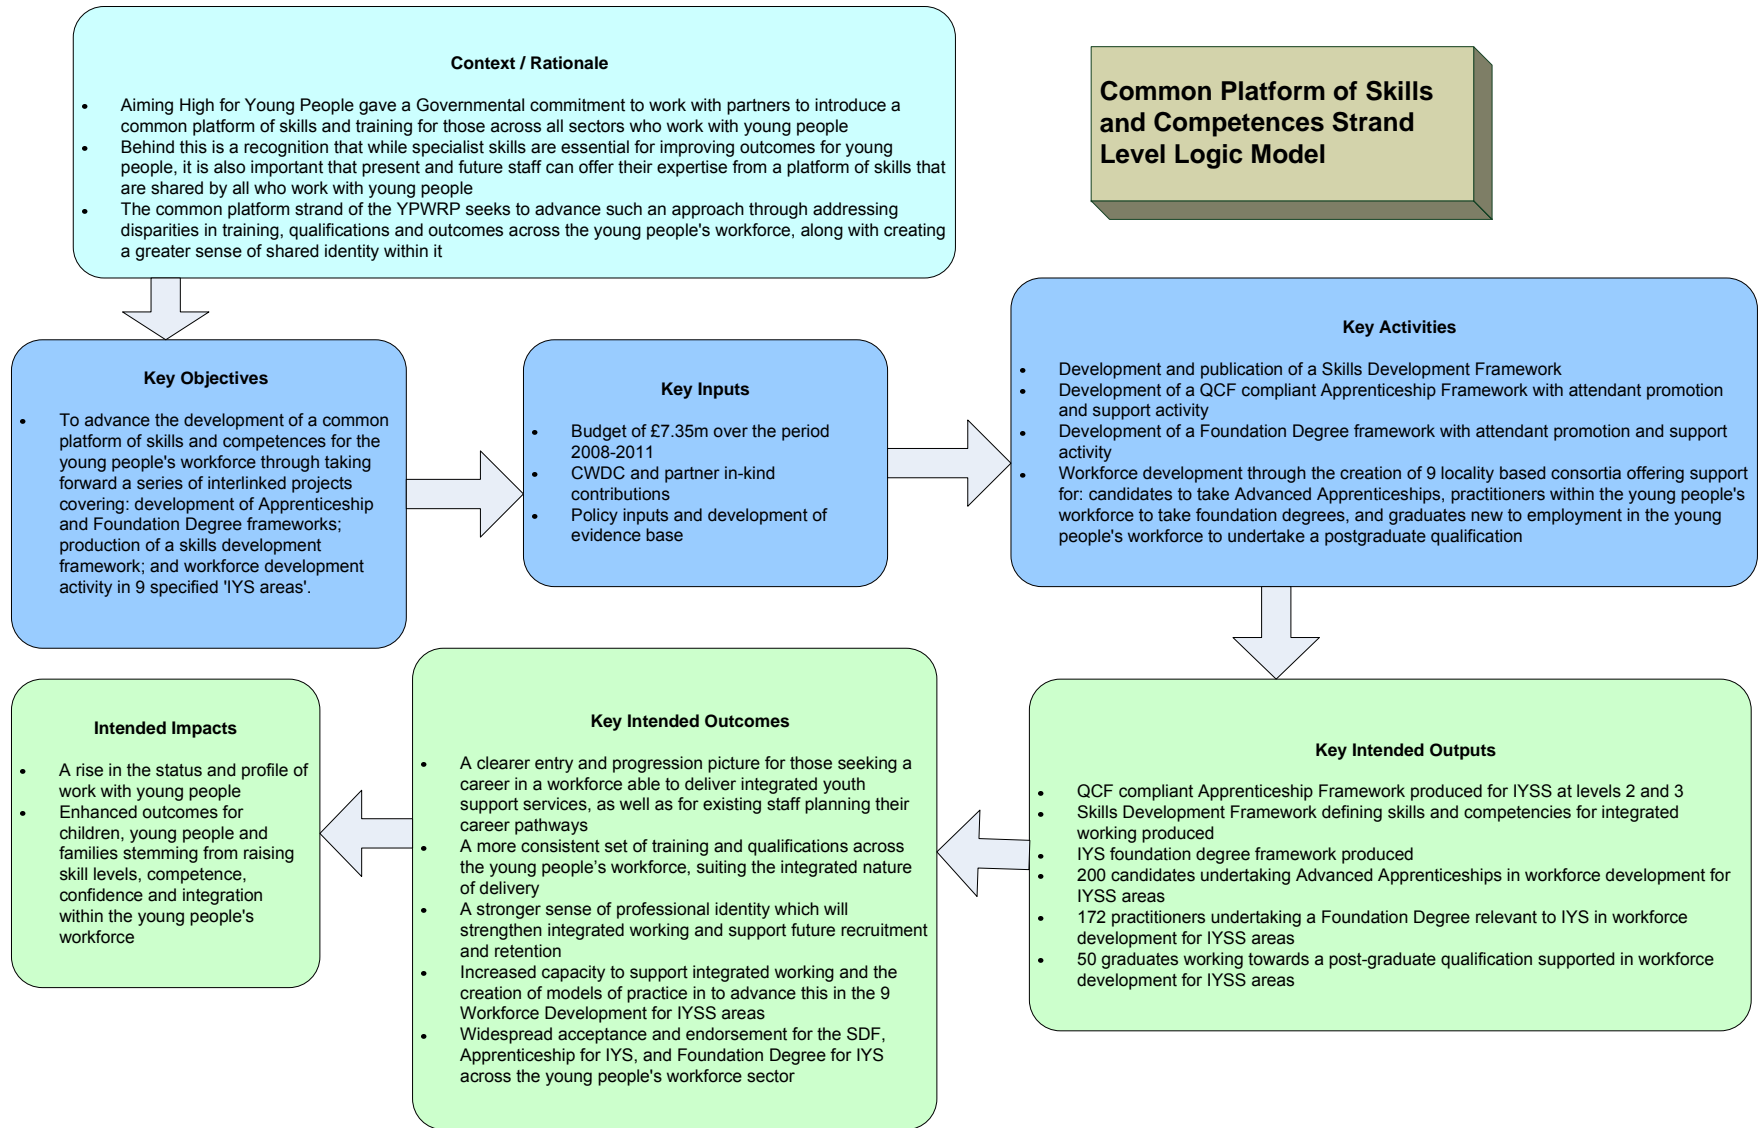 Context / Rationale
• Aiming High for Young People gave a Governmental commitment to work with partners to introduce a
common platform of skills and training for those across all sectors who work with young people
• Behind this is a recognition that while specialist skills are essential for improving outcomes for young
people, it is also important that present and future staff can offer their expertise from a platform of skills that
are shared by all who work with young people
• The common platform strand of the YPWRP seeks to advance such an approach through addressing
disparities in training, qualifications and outcomes across the young people's workforce, along with creating
a greater sense of shared identity within it
Common Platform of Skills
and Competences Strand
Level Logic Model
Key Objectives
• To advance the development of a common
platform of skills and competences for the
young people's workforce through taking
forward a series of interlinked projects
covering: development of Apprenticeship
and Foundation Degree frameworks;
production of a skills development
framework; and workforce development
activity in 9 specified 'IYS areas'.
Key Inputs
• Budget of £7.35m over the period
2008-2011
• CWDC and partner in-kind
contributions
• Policy inputs and development of
evidence base
Key Activities
• Development and publication of a Skills Development Framework
• Development of a QCF compliant Apprenticeship Framework with attendant promotion
and support activity
• Development of a Foundation Degree framework with attendant promotion and support
activity
• Workforce development through the creation of 9 locality based consortia offering support
for: candidates to take Advanced Apprenticeships, practitioners within the young people's
workforce to take foundation degrees, and graduates new to employment in the young
people's workforce to undertake a postgraduate qualification
Intended Impacts
• A rise in the status and profile of
work with young people
• Enhanced outcomes for
children, young people and
families stemming from raising
skill levels, competence,
confidence and integration
within the young people's
workforce
Key Intended Outcomes
• A clearer entry and progression picture for those seeking a
career in a workforce able to deliver integrated youth
support services, as well as for existing staff planning their
career pathways
• A more consistent set of training and qualifications across
the young people’s workforce, suiting the integrated nature
of delivery
• A stronger sense of professional identity which will
strengthen integrated working and support future recruitment
and retention
• Increased capacity to support integrated working and the
creation of models of practice in to advance this in the 9
Workforce Development for IYSS areas
• Widespread acceptance and endorsement for the SDF,
Apprenticeship for IYS, and Foundation Degree for IYS
across the young people's workforce sector
Key Intended Outputs
• QCF compliant Apprenticeship Framework produced for IYSS at levels 2 and 3
• Skills Development Framework defining skills and competencies for integrated
working produced
• IYS foundation degree framework produced
• 200 candidates undertaking Advanced Apprenticeships in workforce development for
IYSS areas
• 172 practitioners undertaking a Foundation Degree relevant to IYS in workforce
development for IYSS areas
• 50 graduates working towards a post-graduate qualification supported in workforce
development for IYSS areas